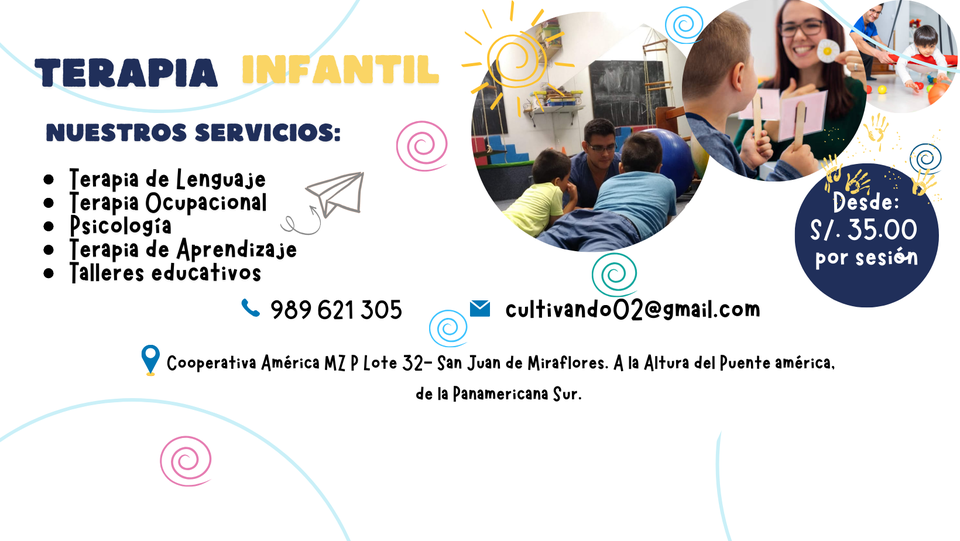 TERAPIA INFANTIL
NUESTROS SERVICIOS:
Terapia de Lenguaje
Terapia Ocupacional
Psicología
Terapia de Aprendizaje
Talleres educativos
Desde:
S/. 35.00
por sesión
989 621 305
cultivando02@gmail.com
Cooperativa América MZ P Lote 32- San Juan de Miraflores. A la Altura del Puente américa,
de la Panamericana Sur.